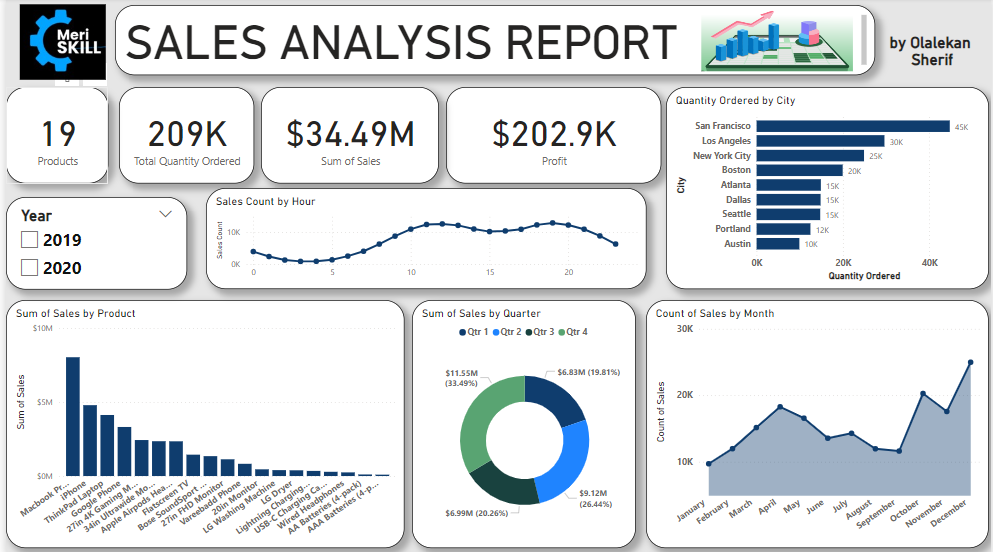 Meri
SKILL
SALES ANALYSIS REPORT
by Olalekan
Sherif
19
Products
209K
Total Quantity Ordered
$34.49M
Sum of Sales
$202.9K
Profit
Quantity Ordered by City
City
San Francisco
45K
Los Angeles
30K
New York City
25K
Boston
20K
Atlanta
15K
Dallas
15K
Seattle
15K
Portland
12K
Austin
10K
0K
20K
40K
Quantity Ordered
Year
2019
2020
Sales Count by Hour
Sales Count
10K
0K
0
5
10
15
20
Sum of Sales by Product
Sum of Sales
$10M
$5M
$0M
Macbook Pr...
iPhone
ThinkPad Laptop
Google Phone
27in 4K Gaming M...
34in Ultrawide Mo...
Apple Airpods Hea...
Flatscreen TV
Bose SoundSport ...
27in FHD Monitor
Vareebadd Phone
20in Monitor
LG Washing Machine
LG Dryer
Lightning Charging...
USB-C Charging Ca...
Wired Headphones
AA Batteries (4-pack)
AAA Batteries (4-p...
Sum of Sales by Quarter
Qtr 1 Qtr 2 Qtr 3 Qtr 4
$11.55M
(33.49%)
$6.83M (19.81%)
$9.12M
(26.44%)
$6.99M (20.26%)
Count of Sales by Month
Count of Sales
30K
20K
10K
January
February
March
April
May
June
July
August
September
October
November
December